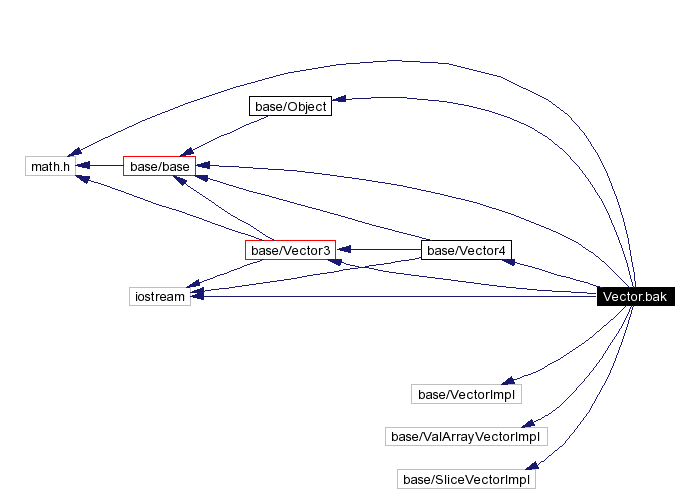 base/Object
math.h
base/base
base/Vector3
base/Vector4
iostream
Vector.bak
base/VectorImpl
base/ValArrayVectorImpl
base/SliceVectorImpl